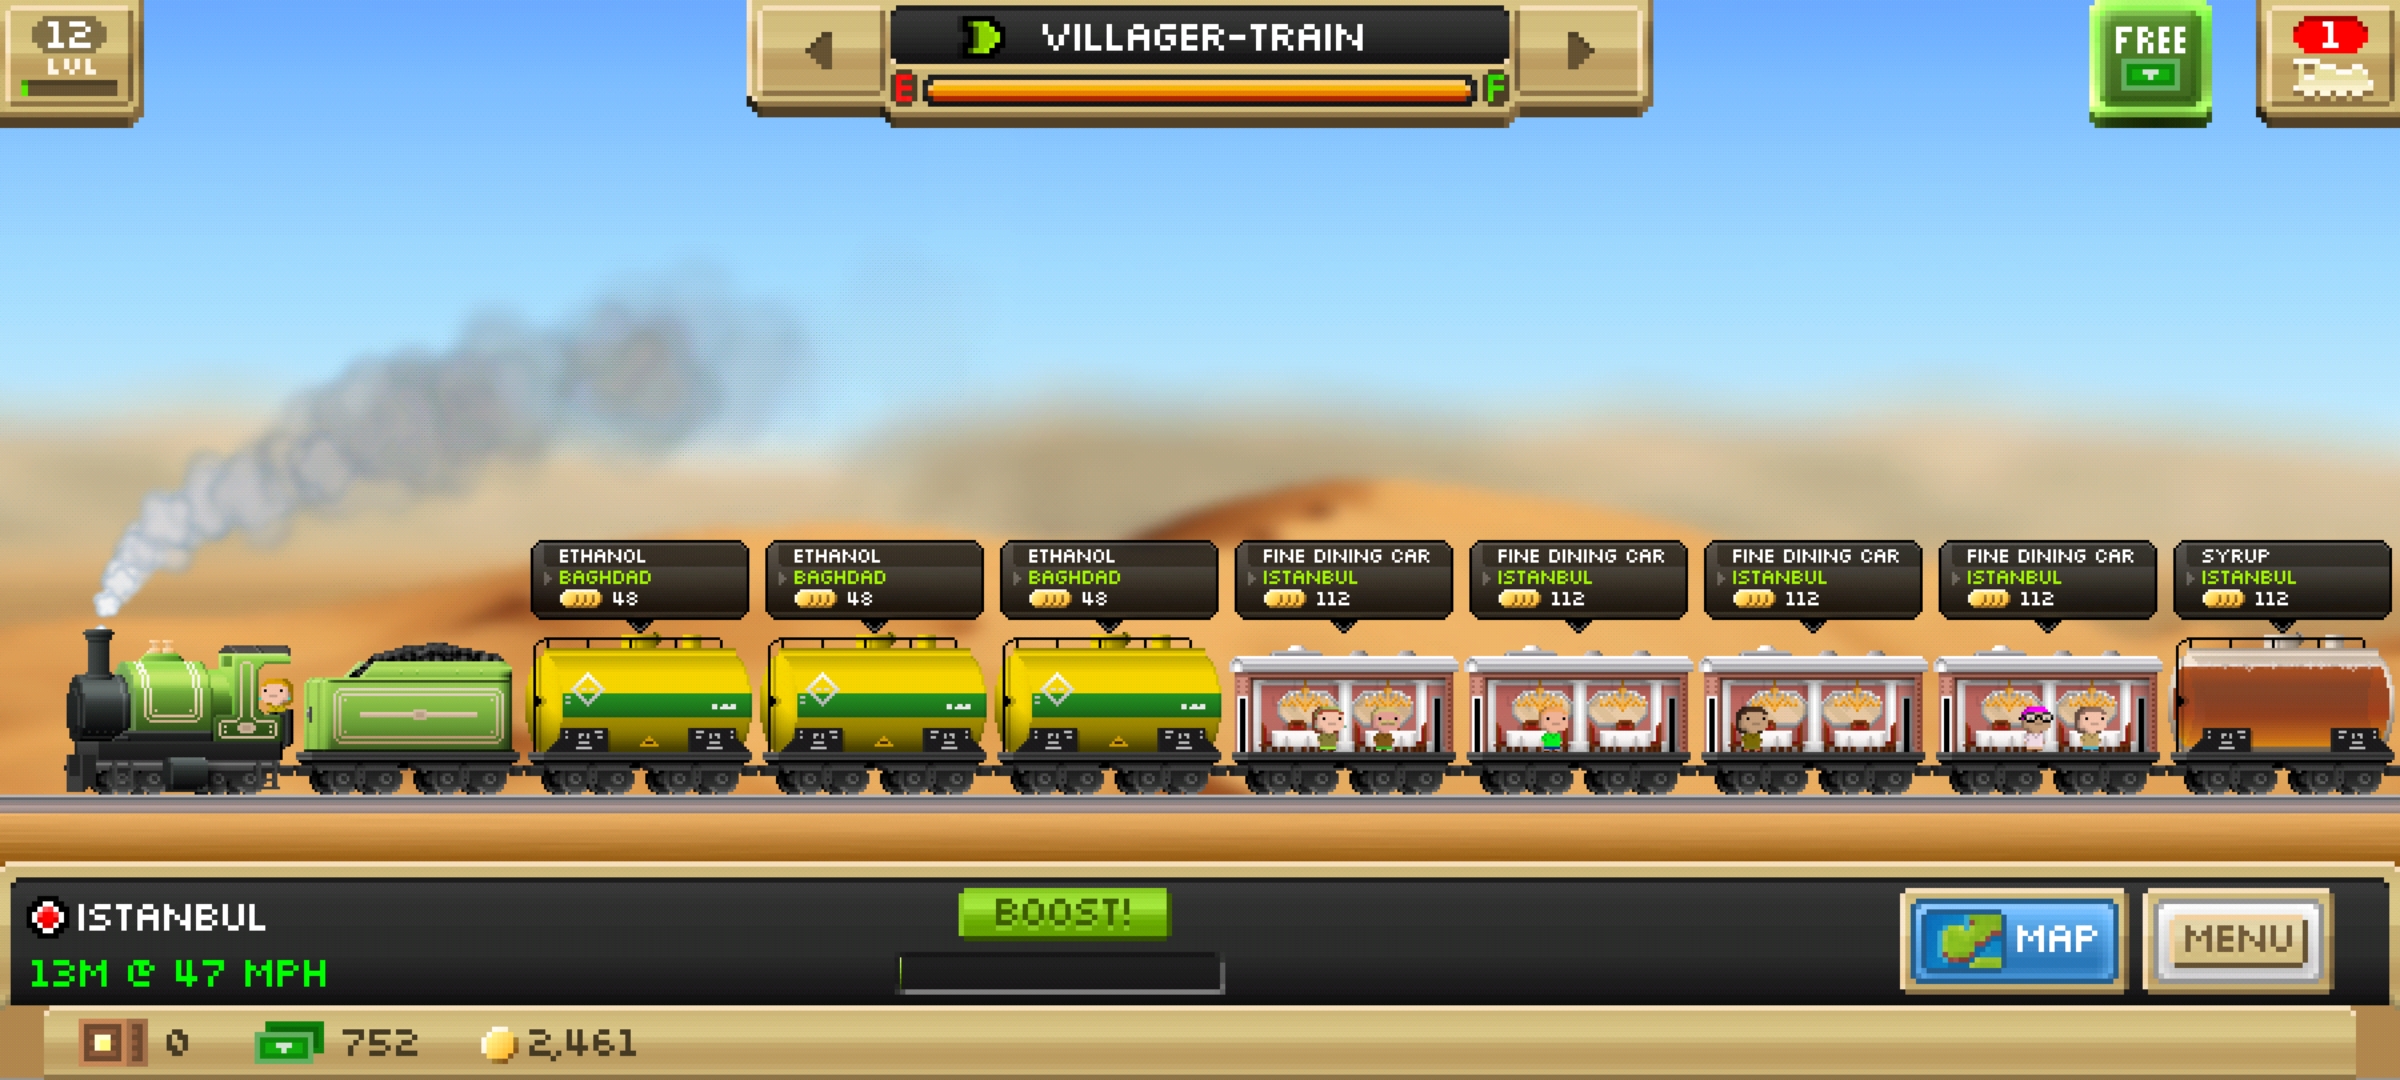 12
LVL
VILLAGER-TRAIN
E F
FREE
1
ETHANOL
BAGHDAD
48
ETHANOL
BAGHDAD
48
ETHANOL
BAGHDAD
48
FINE DINING CAR
ISTANBUL
112
FINE DINING CAR
ISTANBUL
112
FINE DINING CAR
ISTANBUL
112
FINE DINING CAR
ISTANBUL
112
SYRUP
ISTANBUL
112
ISTANBUL
13M @ 47 MPH
BOOST!
MAP
MENU
0
752
2,461